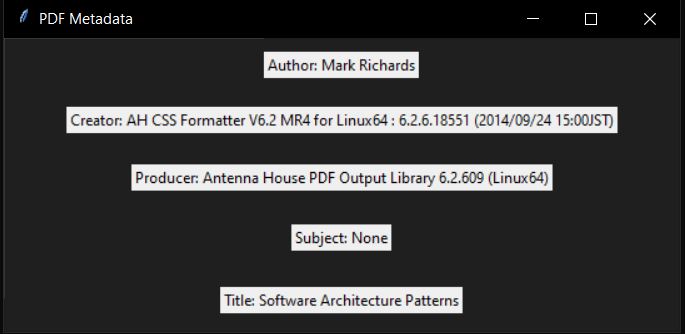 PDF Metadata
Author: Mark Richards
Creator: AH CSS Formatter V6.2 MR4 for Linux64 : 6.2.6.18551 (2014/09/24 15:00JST)
Producer: Antenna House PDF Output Library 6.2.609 (Linux64)
Subject: None
Title: Software Architecture Patterns